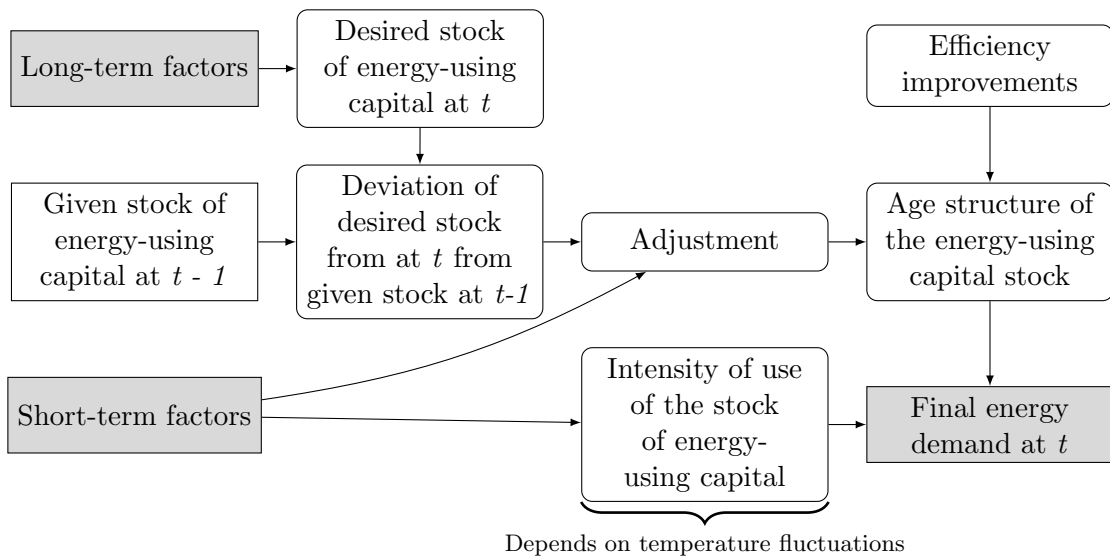 Long-term factors
Desired stock
of energy-using
capital at t
Efficiency
improvements
Given stock of
energy-using
capital at t - 1
Deviation of
desired stock
from at t from
given stock at t-1
Adjustment
Age structure of
the energy-using
capital stock
Short-term factors
Intensity of use
of the stock
of energy-
using capital
Final energy
demand at t
Depends on temperature fluctuations